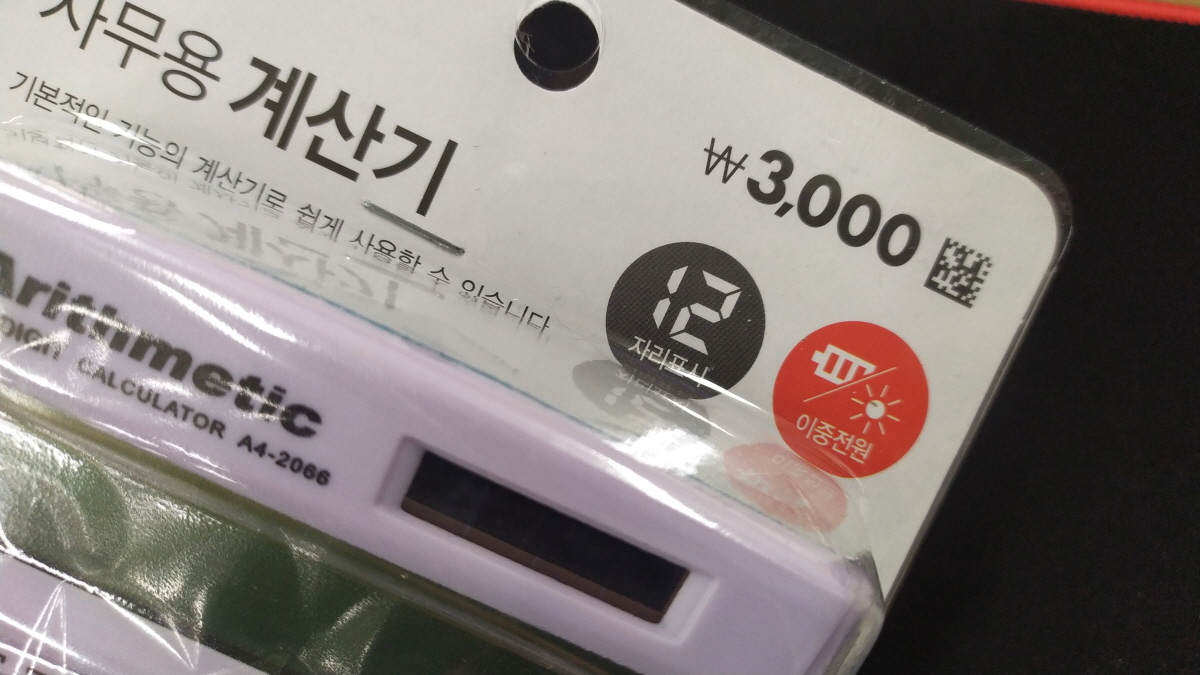 사무용 계산기
기본적인 기능의 계산기로 쉽게 사용할 수 있습니다
₩3,000
12
자리표시
이중전원
Arithmetic
CALCULATOR A4-2066